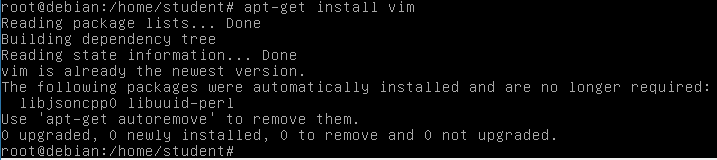 root@debian:/home/student# apt-get install vim
Reading package lists... Done
Building dependency tree
Reading state information... Done
vim is already the newest version.
The following packages were automatically installed and are no longer required:
  libjsoncpp0 libuuid-perl
Use 'apt-get autoremove' to remove them.
0 upgraded, 0 newly installed, 0 to remove and 0 not upgraded.
root@debian:/home/student#